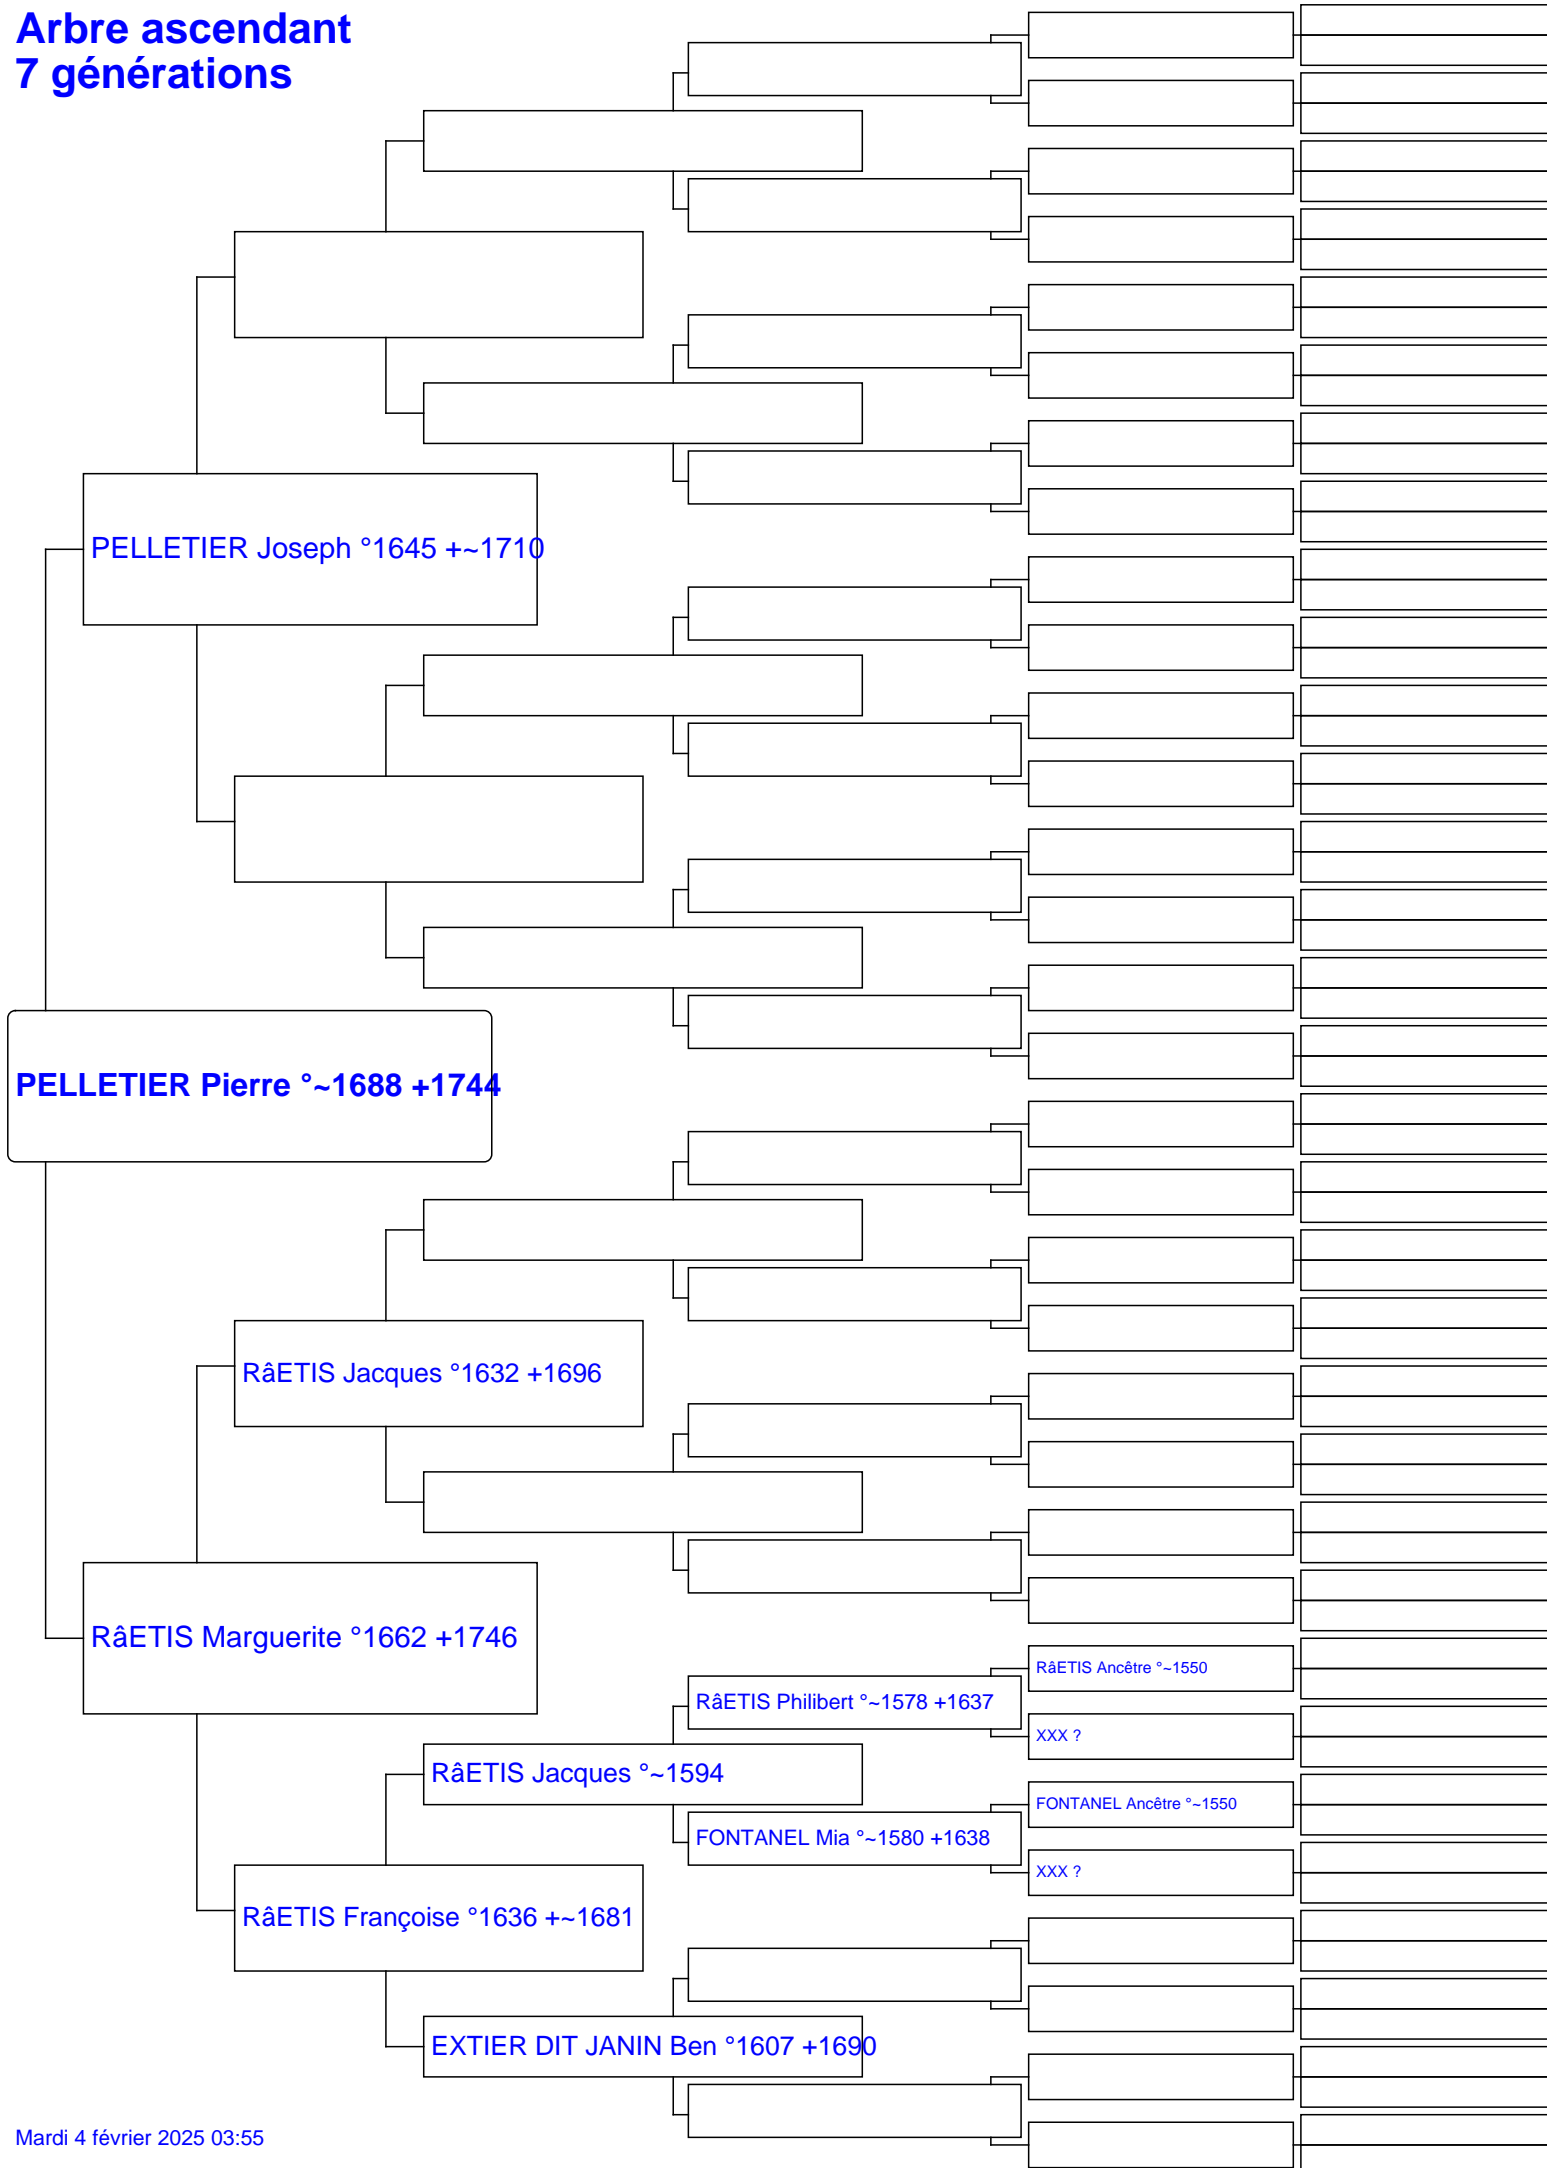 Arbre ascendant
7 générations
PELLETIER Joseph °1645 +~1710
PELLETIER Pierre °~1688 +1744
RâETIS Jacques °1632 +1696
RâETIS Marguerite °1662 +1746
RâETIS Ancêtre °~1550
RâETIS Philibert °~1578 +1637
XXX ?
RâETIS Jacques °~1594
FONTANEL Ancêtre °~1550
FONTANEL Mia °~1580 +1638
XXX ?
RâETIS Françoise °1636 +~1681
EXTIER DIT JANIN Ben °1607 +1690
Mardi 4 février 2025 03:55